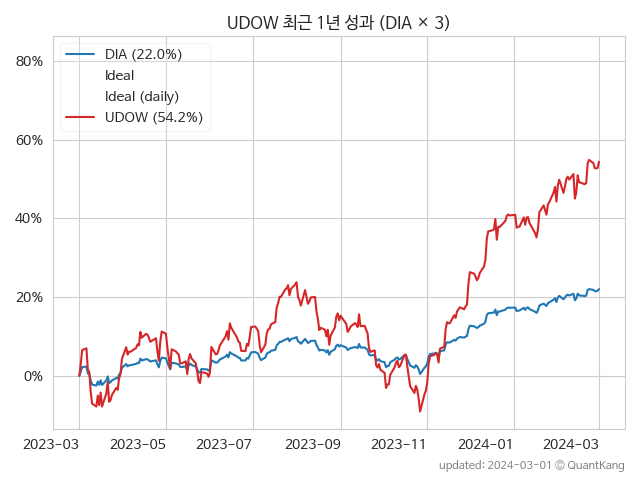 UDOW 최근 1년 성과 (DIA × 3)
DIA (22.0%)
Ideal
Ideal (daily)
UDOW (54.2%)
80%
60%
40%
20%
0%
2023−03 2023−05 2023−07 2023−09 2023−11 2024−01 2024−03
updated: 2024−03−01 © QuantKang